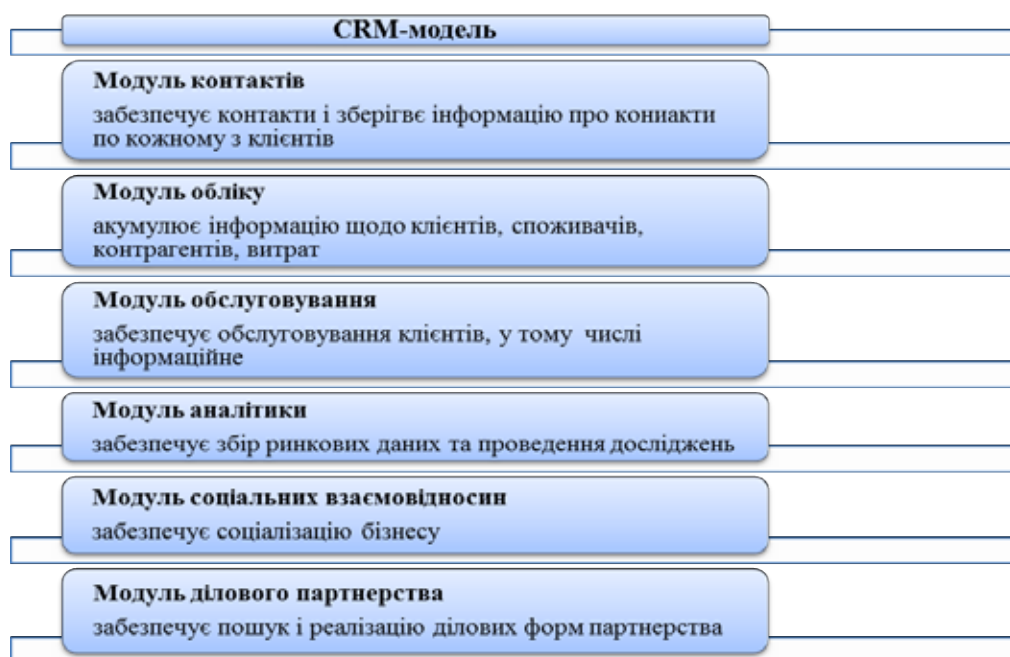 CRM-модель
Модуль контактів
забезпечує контакти і зберігвє інформацію про кониакти
по кожному з клієнтів
Модуль обліку
акумулює інформацію щодо клієнтів, споживачів,
контрагентів, витрат
Модуль обслуговування
забезпечує обслуговування клієнтів, у тому числі
інформаційне
Модуль аналітики
забезпечує збір ринкових даних та проведення досліджень
Модуль соціальних взаємовідносин
забезпечує соціалізацію бізнесу
Модуль ділового партнерства
забезпечує пошук і реалізацію ділових форм партнерства